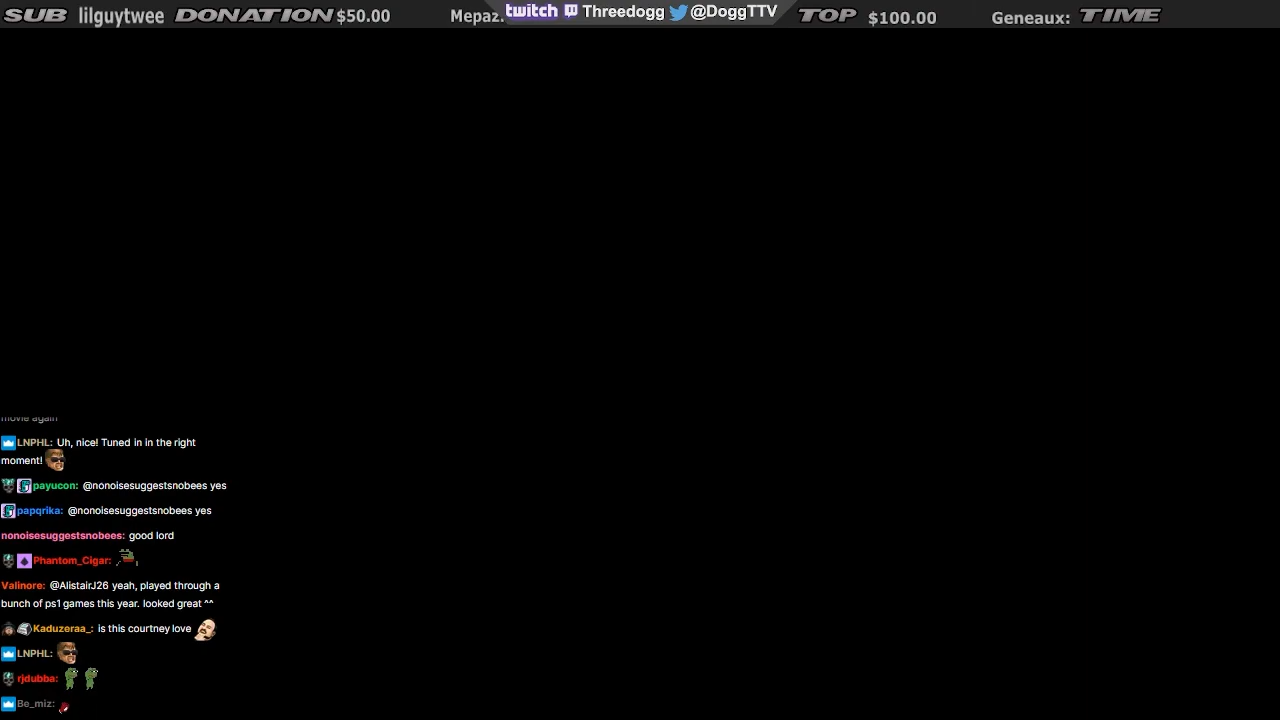 SUB lilguytwee DONATION $50.00 Mepaz: twitch Threedogg @DoggTTV TOP $100.00 Geneaux: TIME
movie again
LNPHL: Uh, nice! Tuned in in the right
moment!
payucon: @nonoisesuggestsnobees yes
papqrika: @nonoisesuggestsnobees yes
nonoisesuggestsnobees: good lord
Phantom_Cigar:
Valinore: @AlistairJ26 yeah, played through a
bunch of ps1 games this year. looked great ^^
Kaduzeraa_: is this courtney love
LNPHL:
rjdubba:
Be_miz: